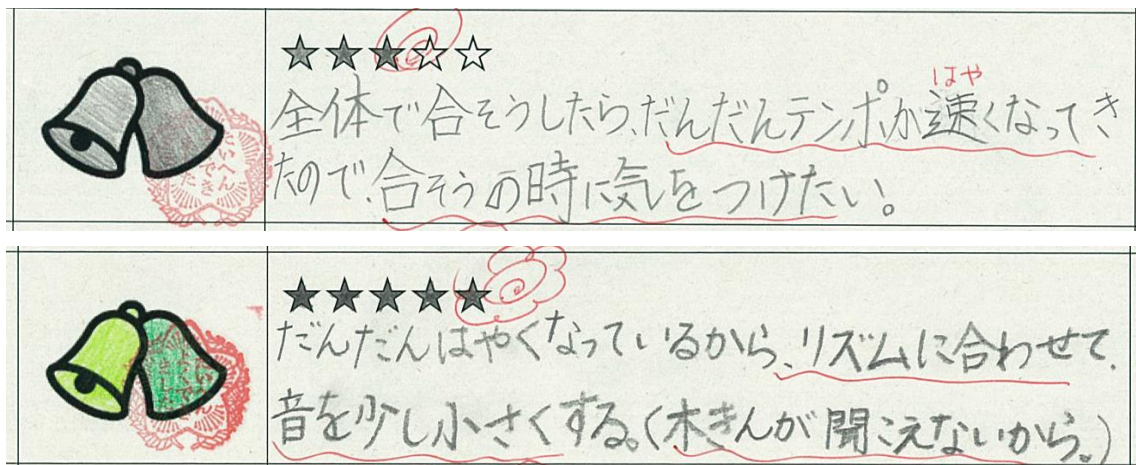 ★★★☆☆
はや
全体で合そうしたら、だんだんテンポが速くなってき
たので、合そうの時に気をつけたい。
★★★★★
だんだんはやくなっているから、リズムに合わせて、
音を少し小さくする。(木きんが聞こえないから。)